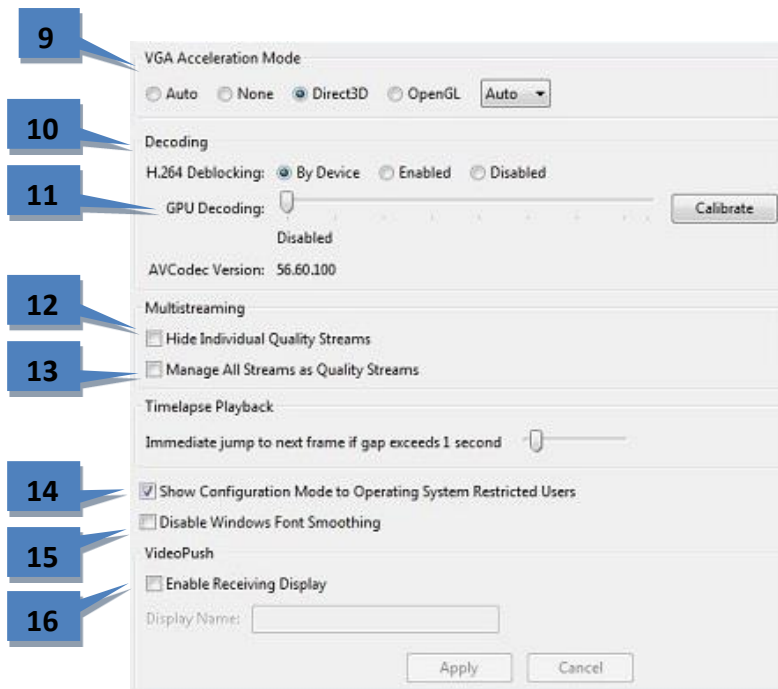 9
VGA Acceleration Mode
Auto None Direct3D OpenGL Auto
10
Decoding
H.264 Deblocking: By Device Enabled Disabled
11
GPU Decoding: Calibrate
Disabled
AVCodec Version: 56.60.100
12
Multistreaming
Hide Individual Quality Streams
13
Manage All Streams as Quality Streams
Timelapse Playback
Immediate jump to next frame if gap exceeds 1 second
14
Show Configuration Mode to Operating System Restricted Users
Disable Windows Font Smoothing
15
VideoPush
Enable Receiving Display
16
Display Name:
Apply Cancel